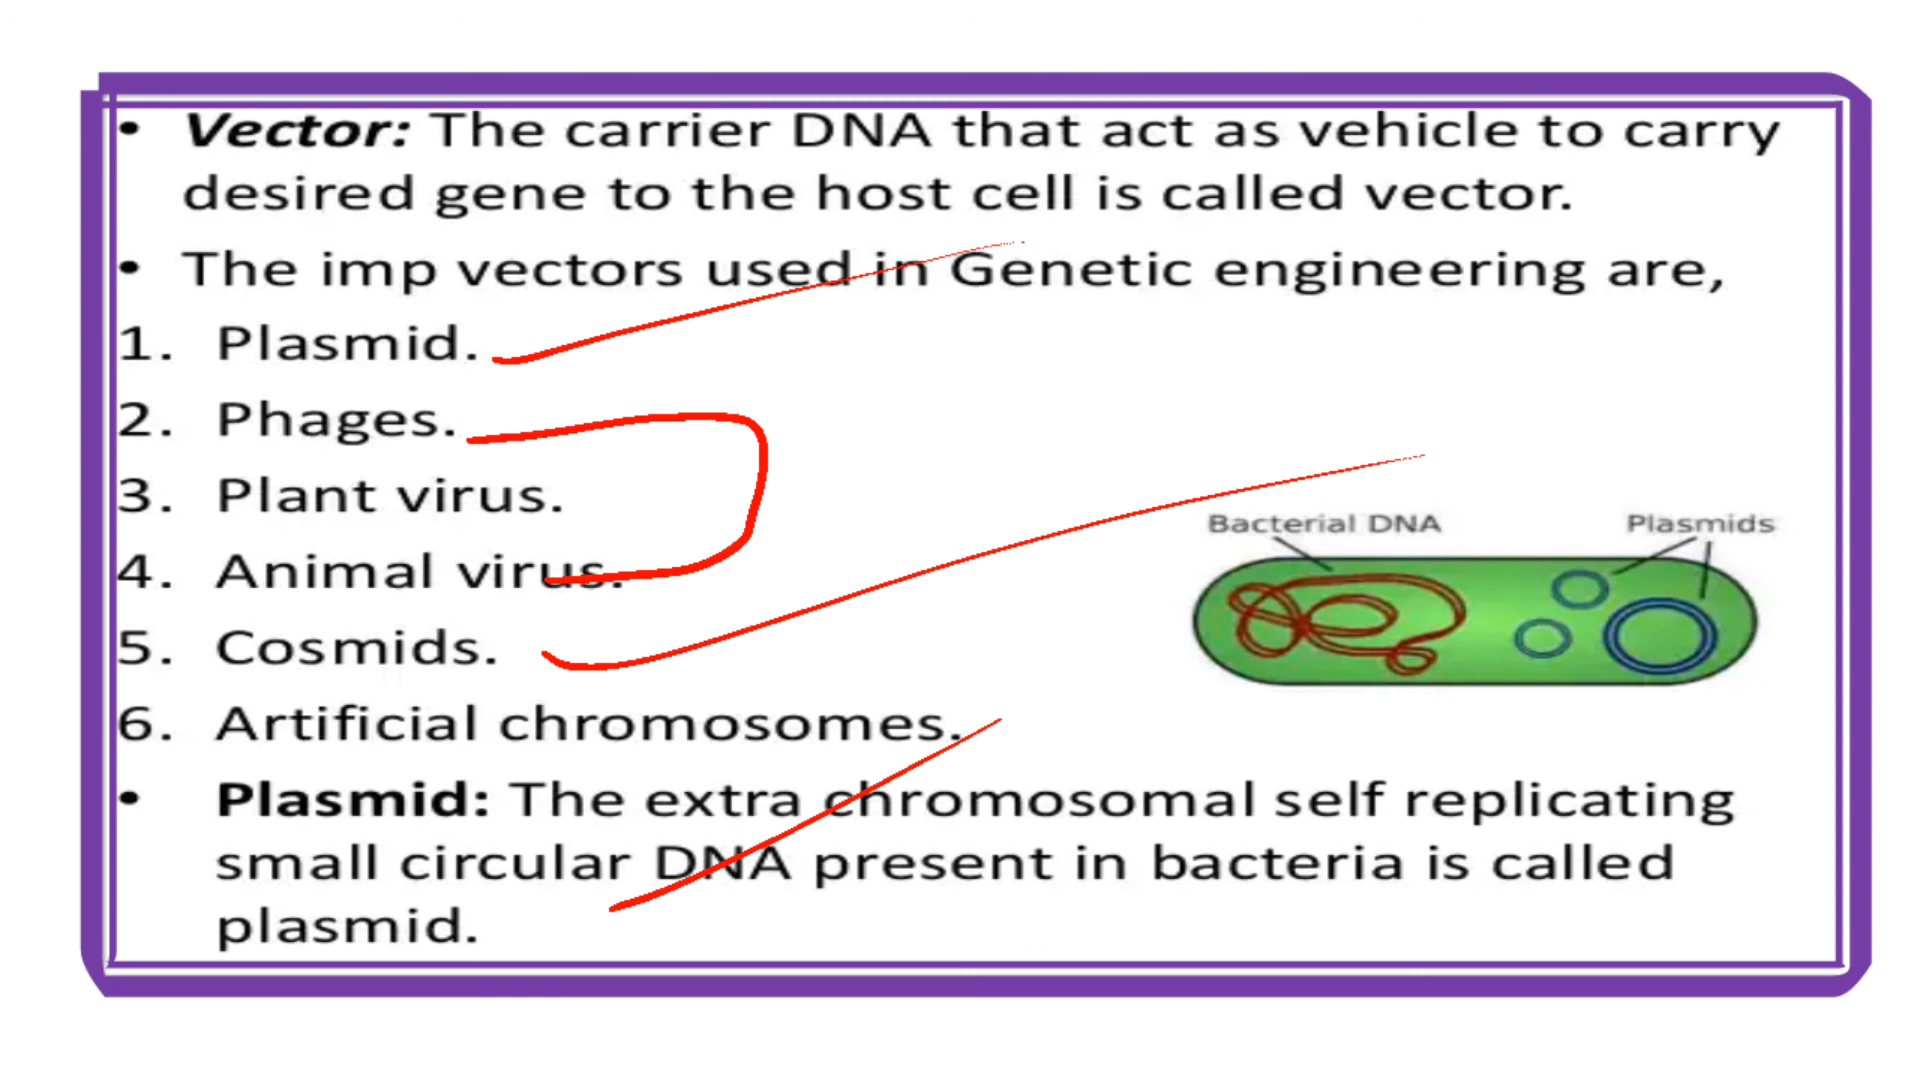 • Vector: The carrier DNA that act as vehicle to carry
desired gene to the host cell is called vector.
• The imp vectors used in Genetic engineering are,
1. Plasmid.
2. Phages.
3. Plant virus.
4. Animal virus.
Bacterial DNA Plasmids
5. Cosmids.
6. Artificial chromosomes.
• Plasmid: The extra chromosomal self replicating
small circular DNA present in bacteria is called
plasmid.